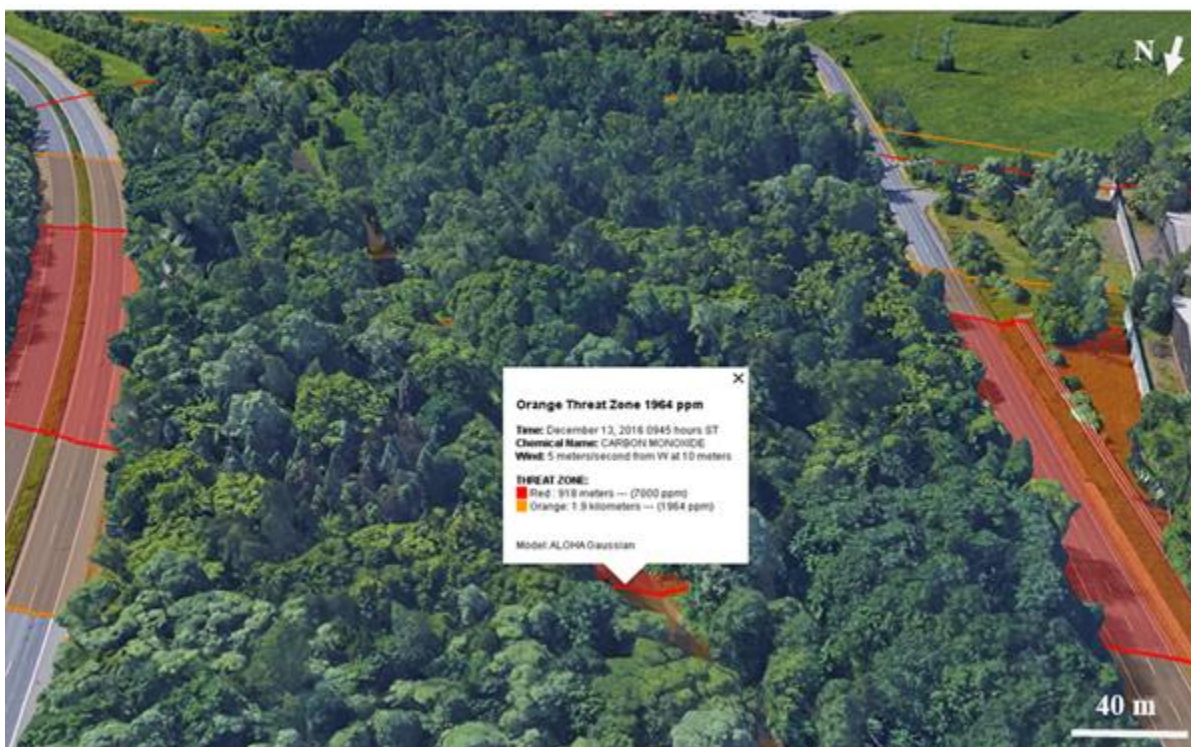 N
×
Orange Threat Zone 1964 ppm
Time: December 13, 2016 0945 hours ST
Chemical Name: CARBON MONOXIDE
Wind: 5 meters/second from W at 10 meters
THREAT ZONE:
Red : 918 meters --- (7000 ppm)
Orange: 1.9 kilometers --- (1964 ppm)
Model: ALOHA Gaussian
40 m